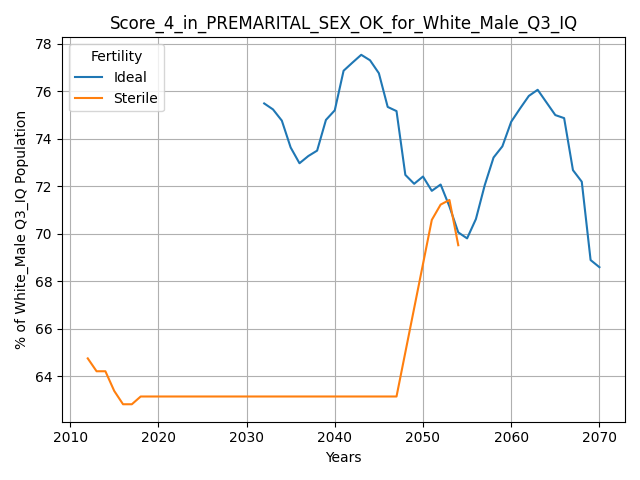 Score_4_in_PREMARITAL_SEX_OK_for_White_Male_Q3_IQ
Fertility
Ideal
Sterile
% of White_Male Q3_IQ Population
78
76
74
72
70
68
66
64
2010 2020 2030 2040 2050 2060 2070
Years